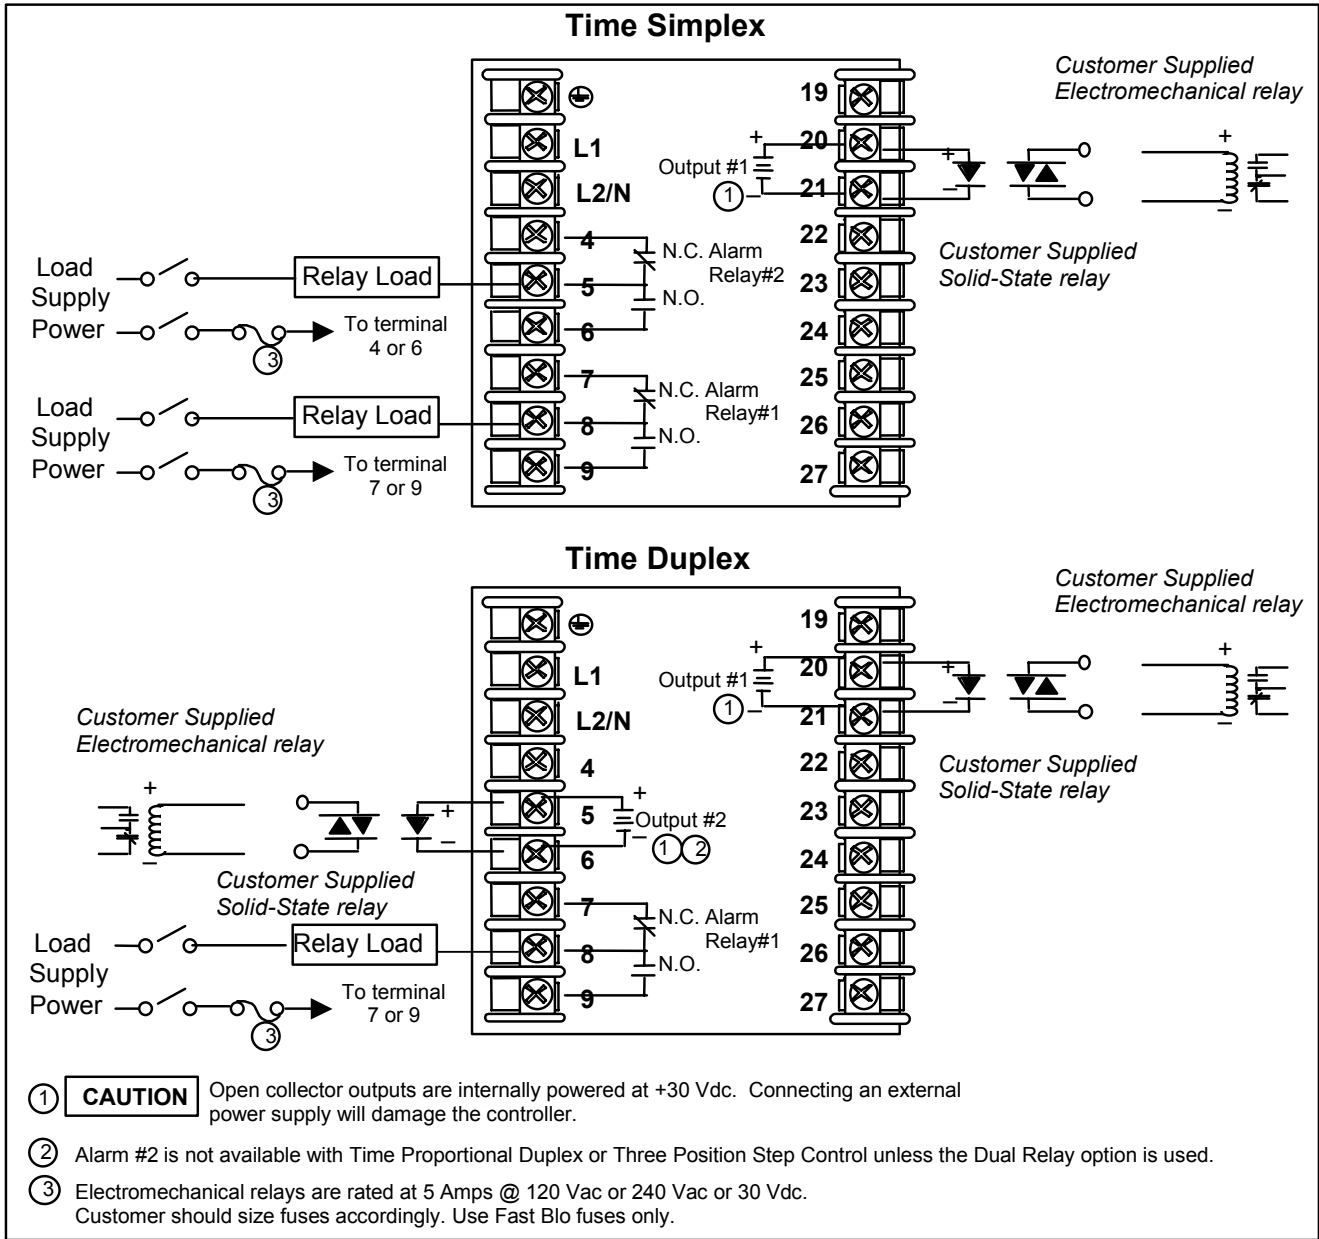 Time Simplex
Customer Supplied
Electromechanical relay
L1
L2/N
4
5
6
7
8
9
19
20
21
22
23
24
25
26
27
+
Output #1
1 –
+
–
+
–
Customer Supplied
Solid-State relay
N.C. Alarm
Relay#2
N.O.
N.C. Alarm
Relay#1
N.O.
Load
Supply
Power
Relay Load
3
To terminal
4 or 6
Load
Supply
Power
Relay Load
3
To terminal
7 or 9
Time Duplex
Customer Supplied
Electromechanical relay
L1
L2/N
4
5
6
7
8
9
19
20
21
22
23
24
25
26
27
+
Output #1
1 –
+
–
+
–
Customer Supplied
Solid-State relay
Customer Supplied
Electromechanical relay
+
–
+
–
Customer Supplied
Solid-State relay
+
Output #2
–
1 2
N.C. Alarm
Relay#1
N.O.
Load
Supply
Power
Relay Load
3
To terminal
7 or 9
1 CAUTION Open collector outputs are internally powered at +30 Vdc. Connecting an external
power supply will damage the controller.
2 Alarm #2 is not available with Time Proportional Duplex or Three Position Step Control unless the Dual Relay option is used.
3 Electromechanical relays are rated at 5 Amps @ 120 Vac or 240 Vac or 30 Vdc.
Customer should size fuses accordingly. Use Fast Blo fuses only.